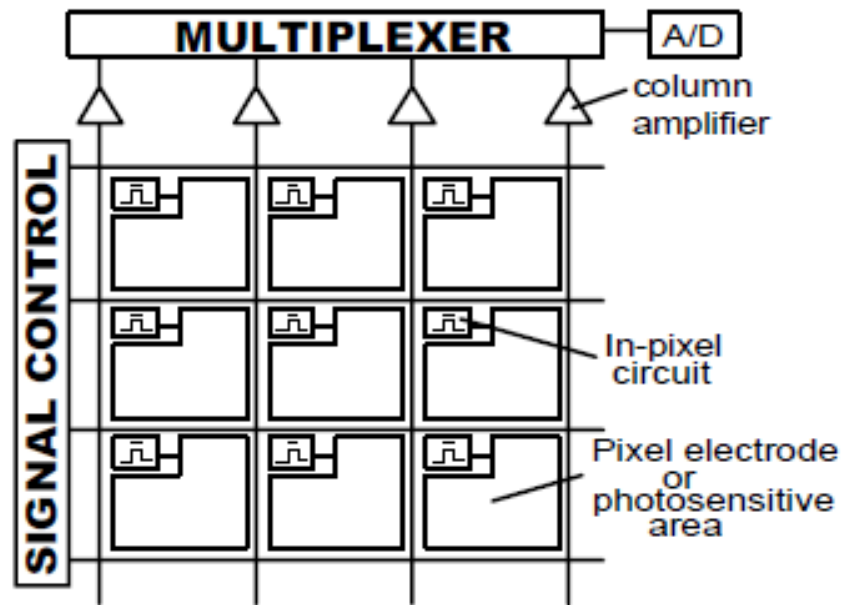 MULTIPLEXER
A/D
column
amplifier
SIGNAL CONTROL
In-pixel
circuit
Pixel electrode
or
photosensitive
area